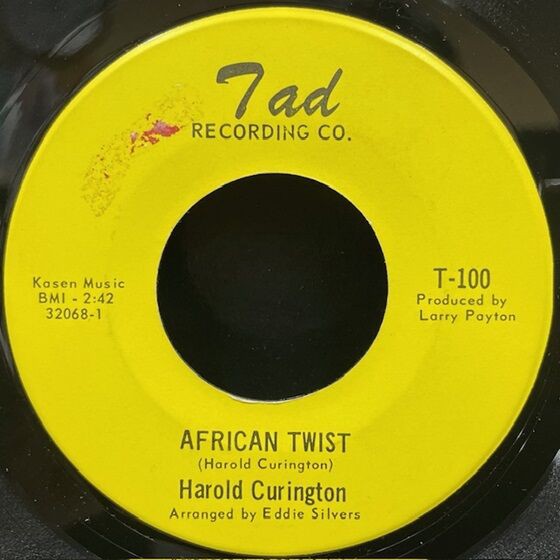 Tad
RECORDING CO.
Kasen Music
BMI - 2:42
32068-1
T-100
Produced by
Larry Payton
AFRICAN TWIST
(Harold Curington)
Harold Curington
Arranged by Eddie Silvers